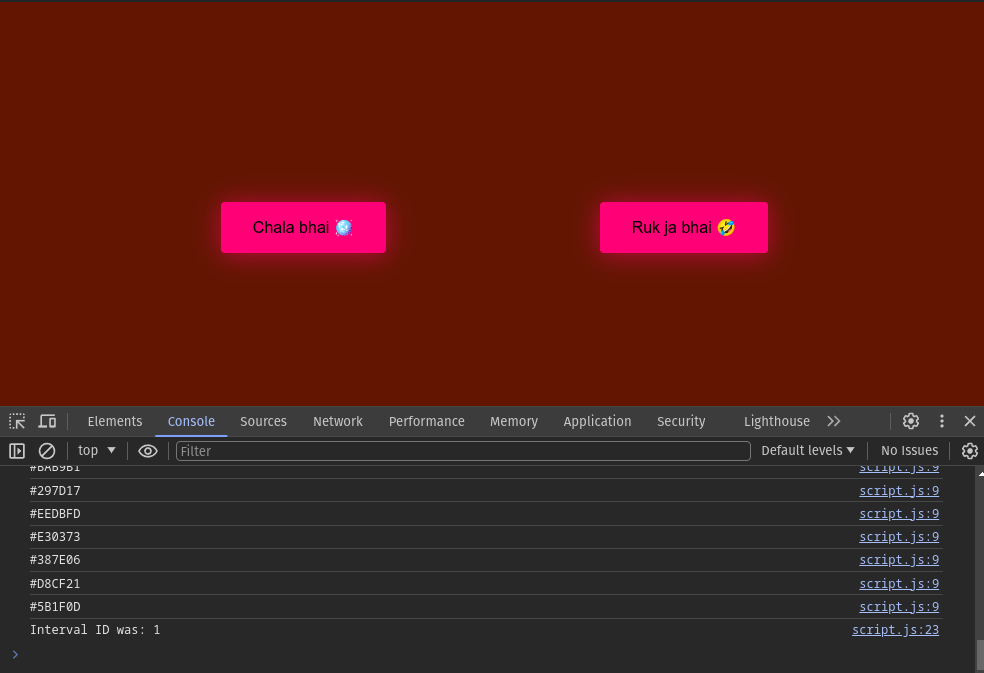 Chala bhai 🪩
Ruk ja bhai 🤣
Elements Console Sources Network Performance Memory Application Security Lighthouse
top Filter Default levels No Issues
#BAB9B1 script.js:9
#297D17 script.js:9
#EEDBFD script.js:9
#E30373 script.js:9
#387E06 script.js:9
#D8CF21 script.js:9
#5B1F0D script.js:9
Interval ID was: 1 script.js:23